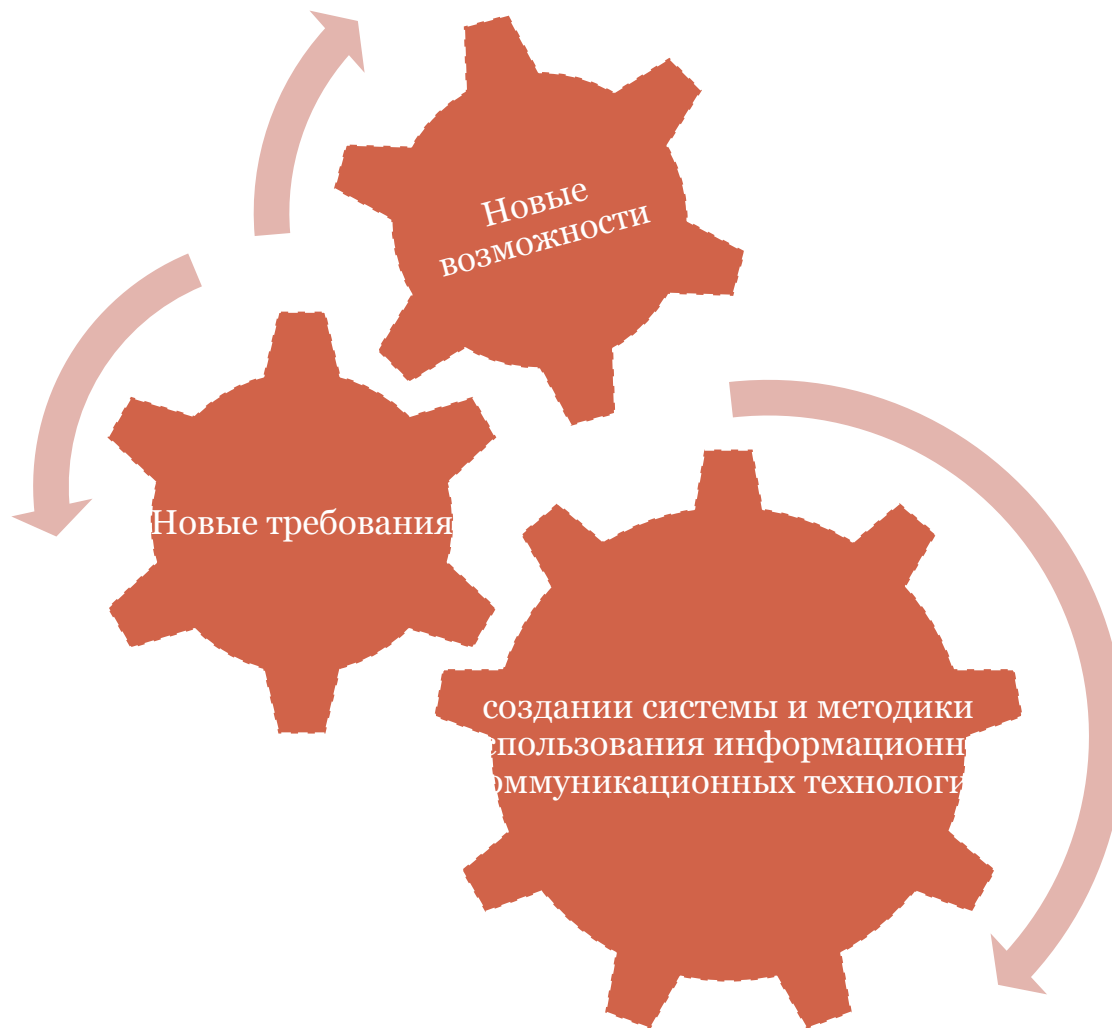 Новые
возможности
Новые требования
создании системы и методики
спользования информационн
оммуникационных технологи